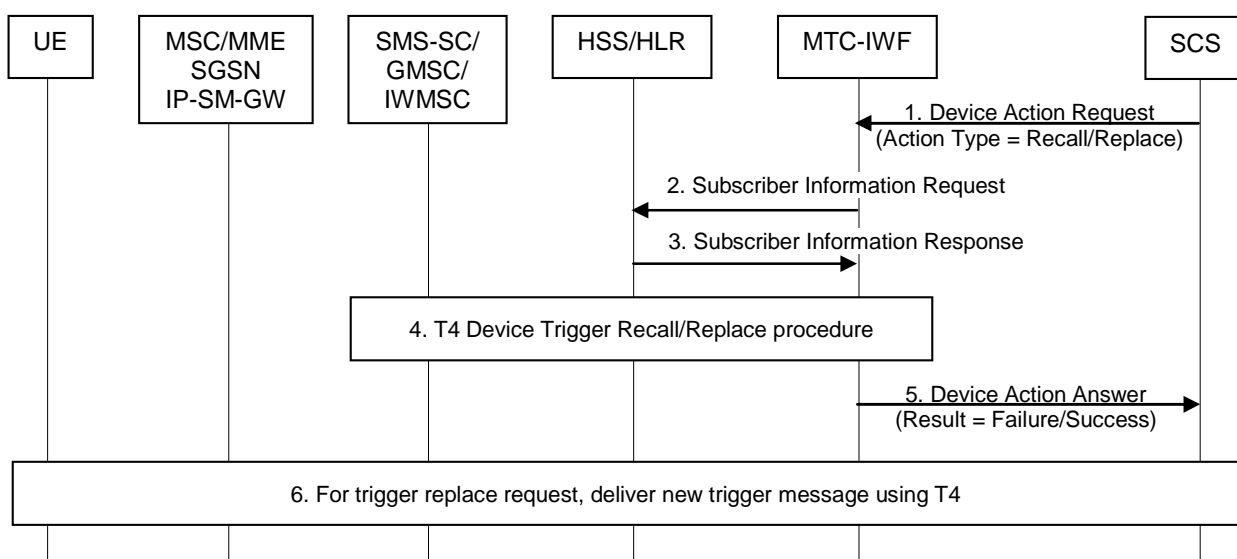 UE
MSC/MME
SGSN
IP-SM-GW
SMS-SC/
GMSC/
IWMSC
HSS/HLR
MTC-IWF
SCS
1. Device Action Request
(Action Type = Recall/Replace)
2. Subscriber Information Request
3. Subscriber Information Response
4. T4 Device Trigger Recall/Replace procedure
5. Device Action Answer
(Result = Failure/Success)
6. For trigger replace request, deliver new trigger message using T4